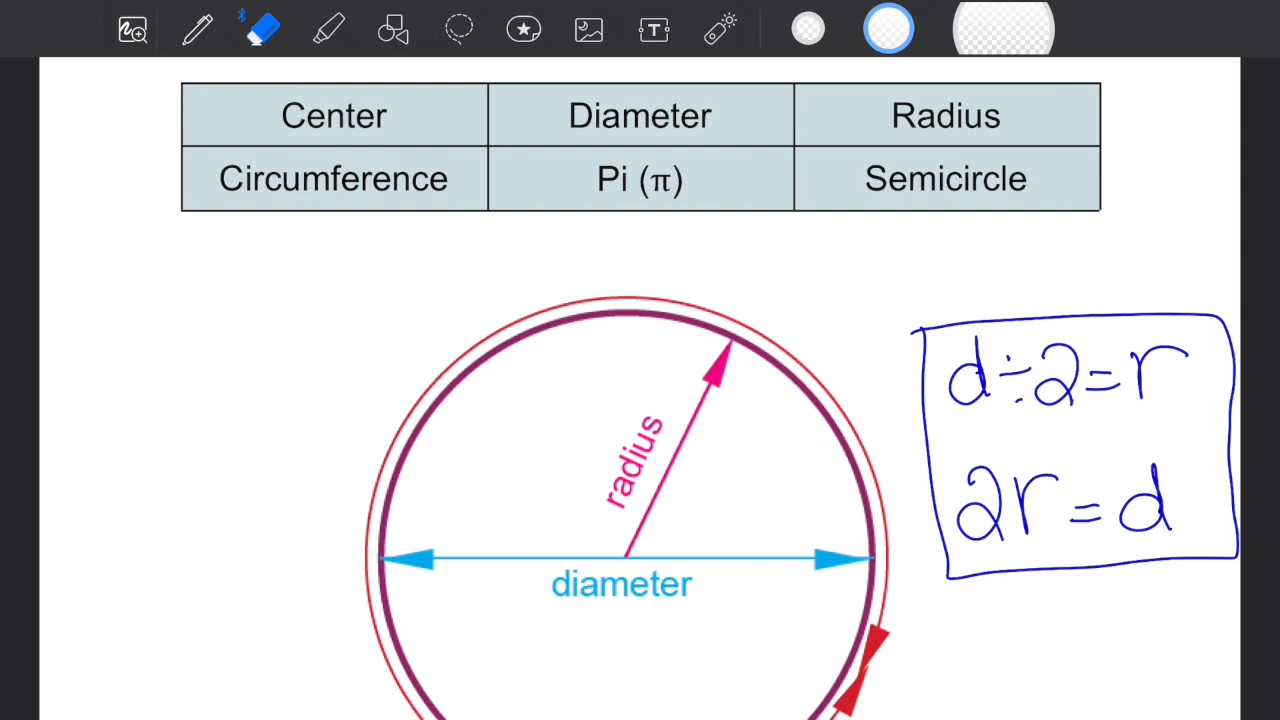 Center Diameter Radius
Circumference Pi (π) Semicircle
d÷2=r
radius
2r=d
diameter